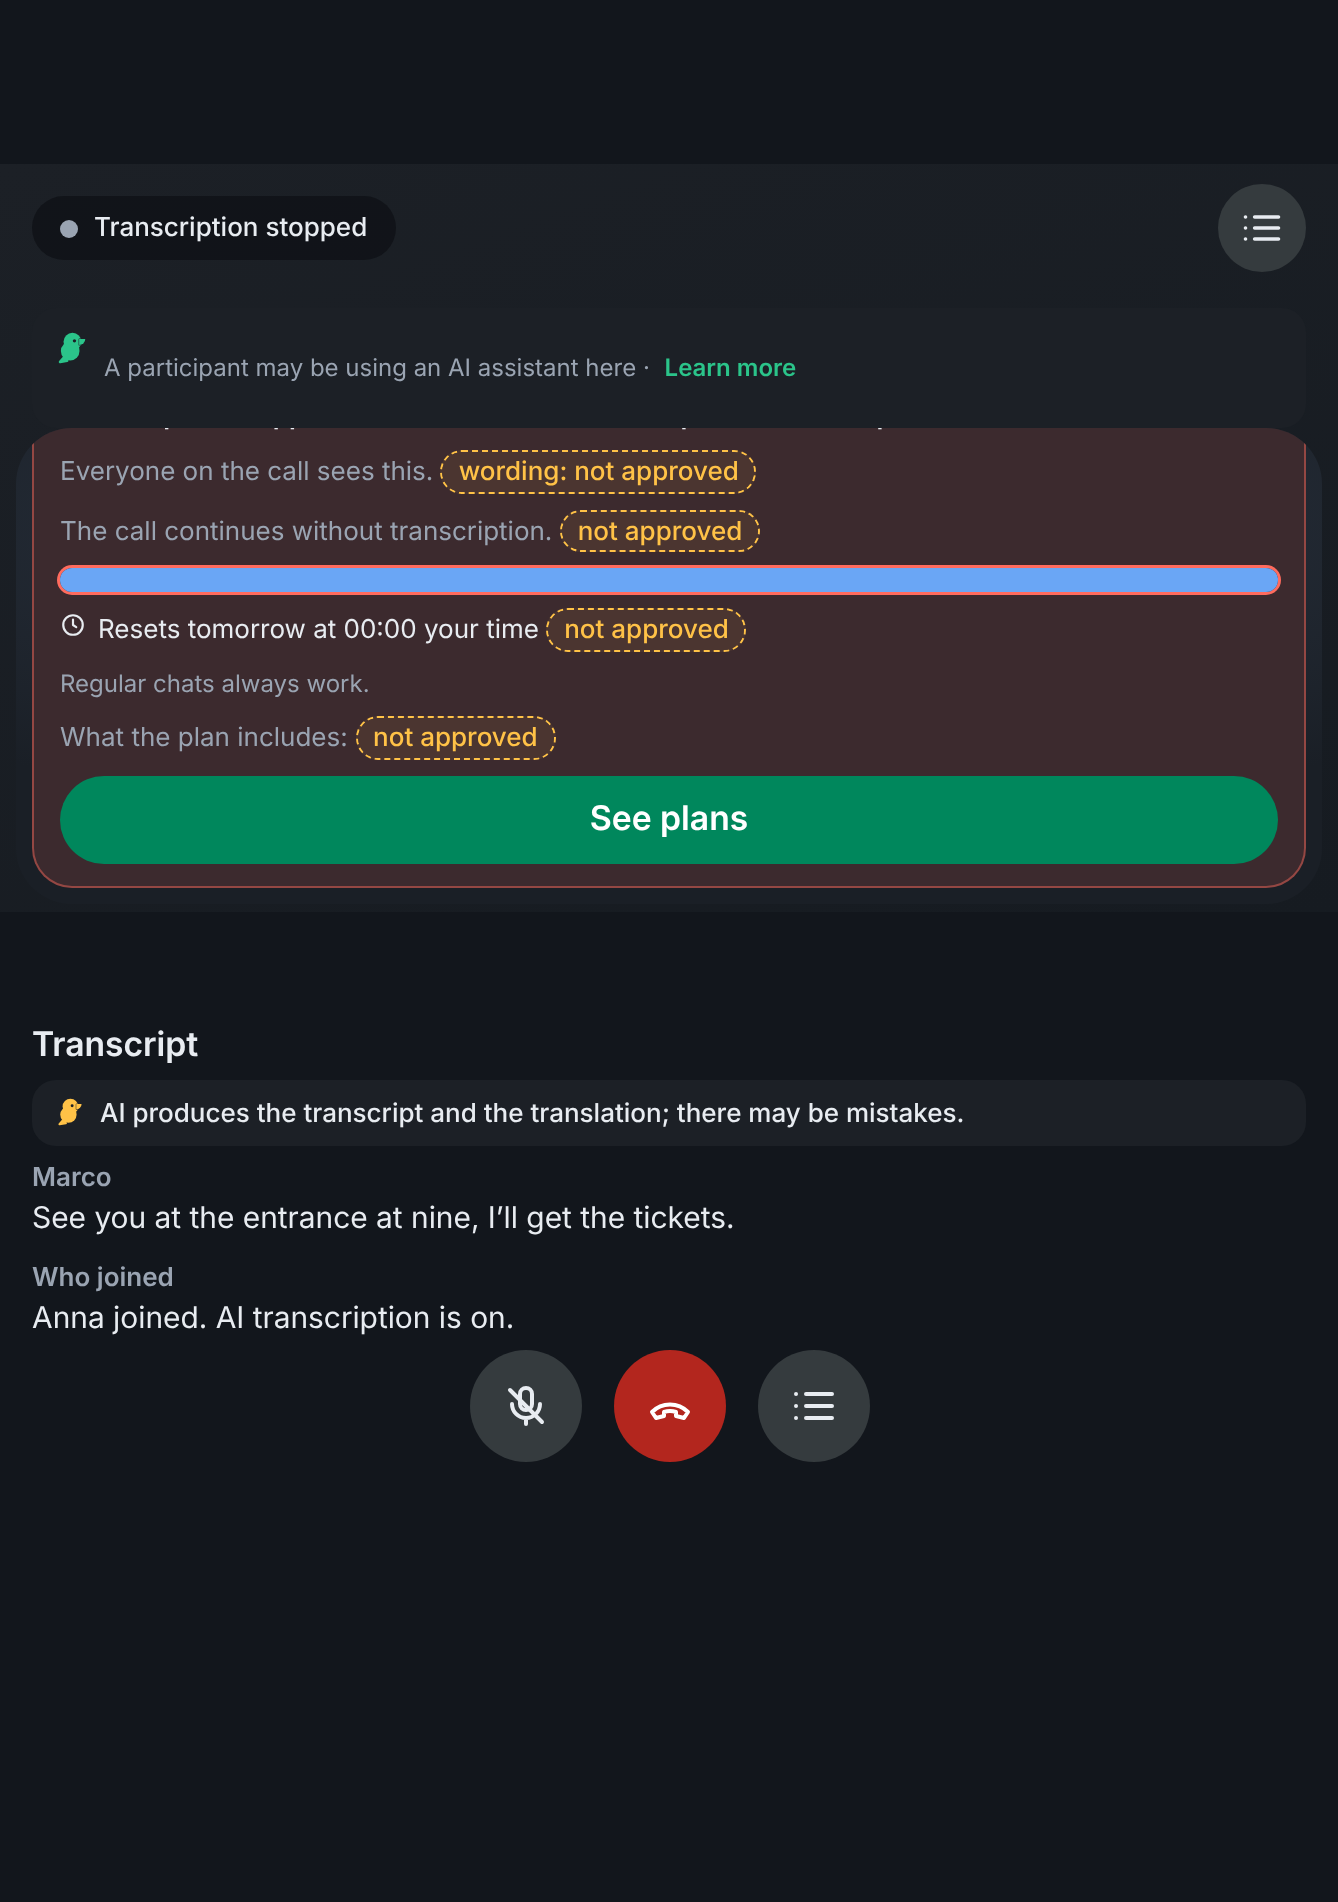 Transcription stopped
A participant may be using an AI assistant here · Learn more
Everyone on the call sees this. wording: not approved
The call continues without transcription. not approved
Resets tomorrow at 00:00 your time not approved
Regular chats always work.
What the plan includes: not approved
See plans
Transcript
AI produces the transcript and the translation; there may be mistakes.
Marco
See you at the entrance at nine, I’ll get the tickets.
Who joined
Anna joined. AI transcription is on.